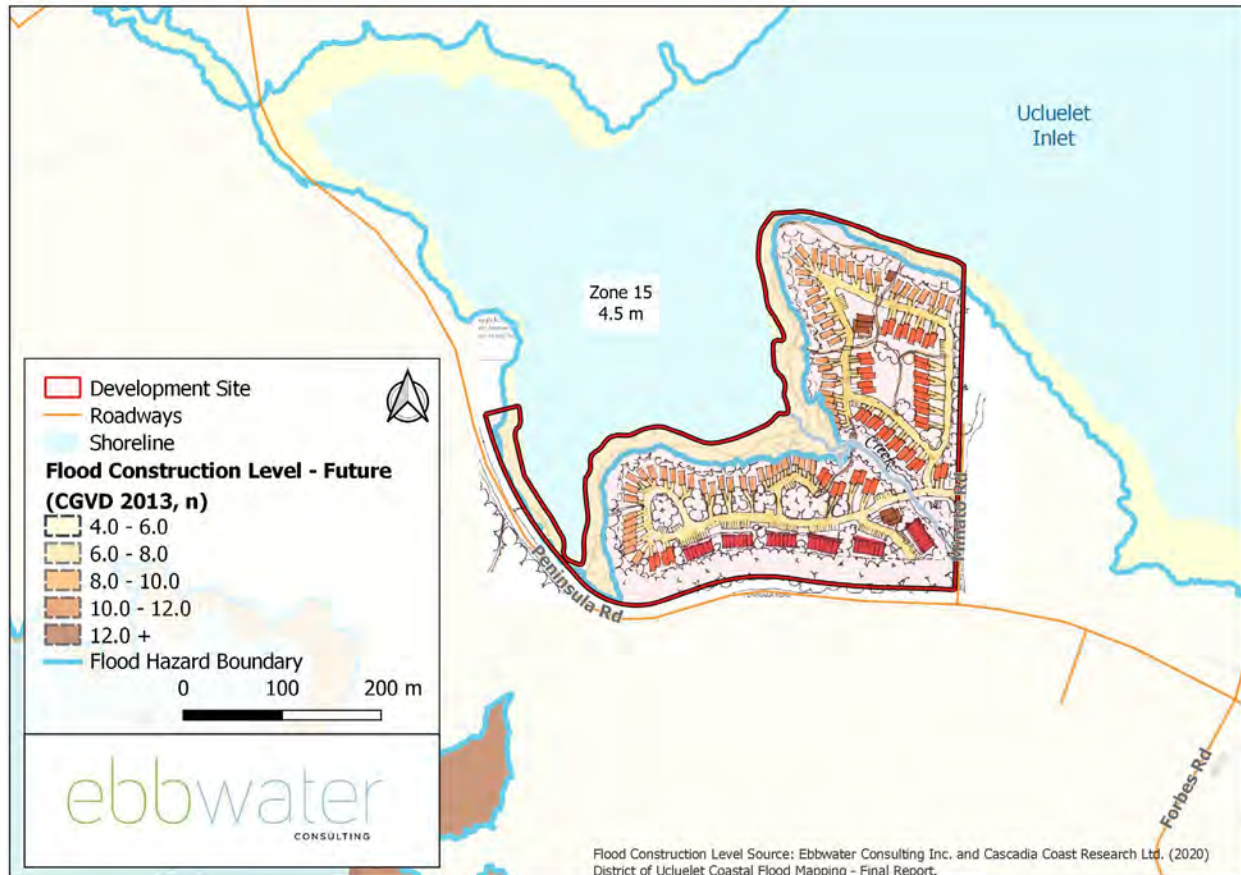 Ucluelet
Inlet
Zone 15
4.5 m
Creek
Minato Rd
Peninsula Rd
Forbes Rd
Development Site
Roadways
Shoreline
Flood Construction Level - Future
(CGVD 2013, n)
4.0 - 6.0
6.0 - 8.0
8.0 - 10.0
10.0 - 12.0
12.0 +
Flood Hazard Boundary
0 100 200 m
ebbwater
CONSULTING
Flood Construction Level Source: Ebbwater Consulting Inc. and Cascadia Coast Research Ltd. (2020)
District of Ucluelet Coastal Flood Mapping - Final Report.